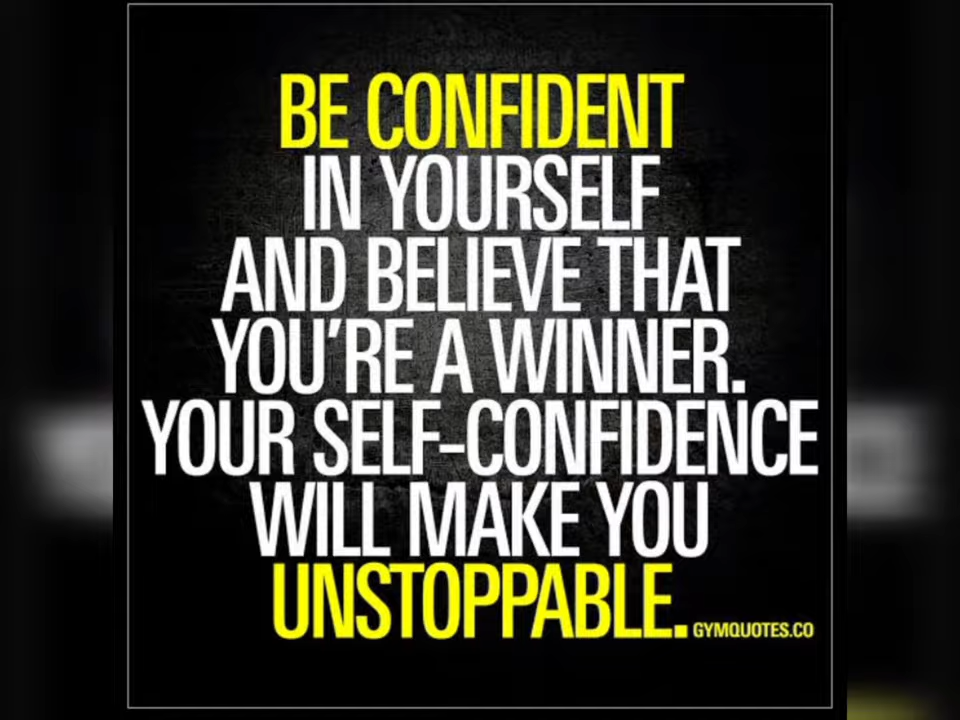 BE CONFIDENT
IN YOURSELF
AND BELIEVE THAT
YOU'RE A WINNER.
YOUR SELF-CONFIDENCE
WILL MAKE YOU
UNSTOPPABLE.
GYMQUOTES.CO